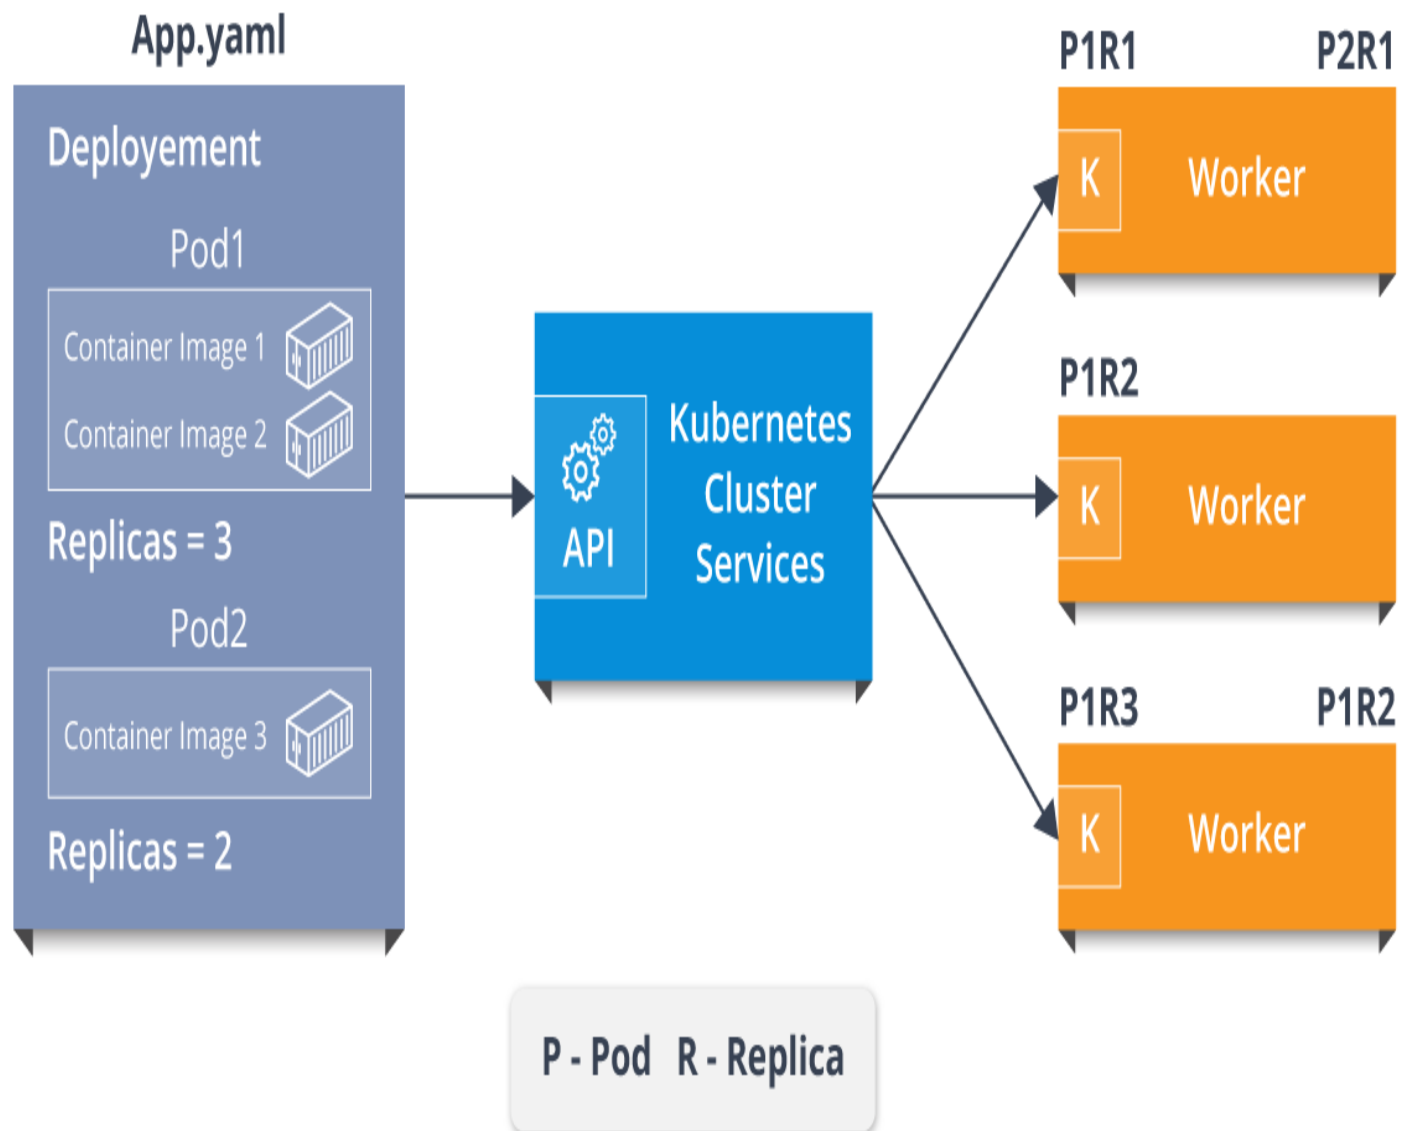 App.yaml
Deployement
Pod1
Container Image 1
Container Image 2
Replicas = 3
Pod2
Container Image 3
Replicas = 2
API
Kubernetes
Cluster
Services
P1R1 P2R1
K Worker
P1R2
K Worker
P1R3 P1R2
K Worker
P - Pod R - Replica